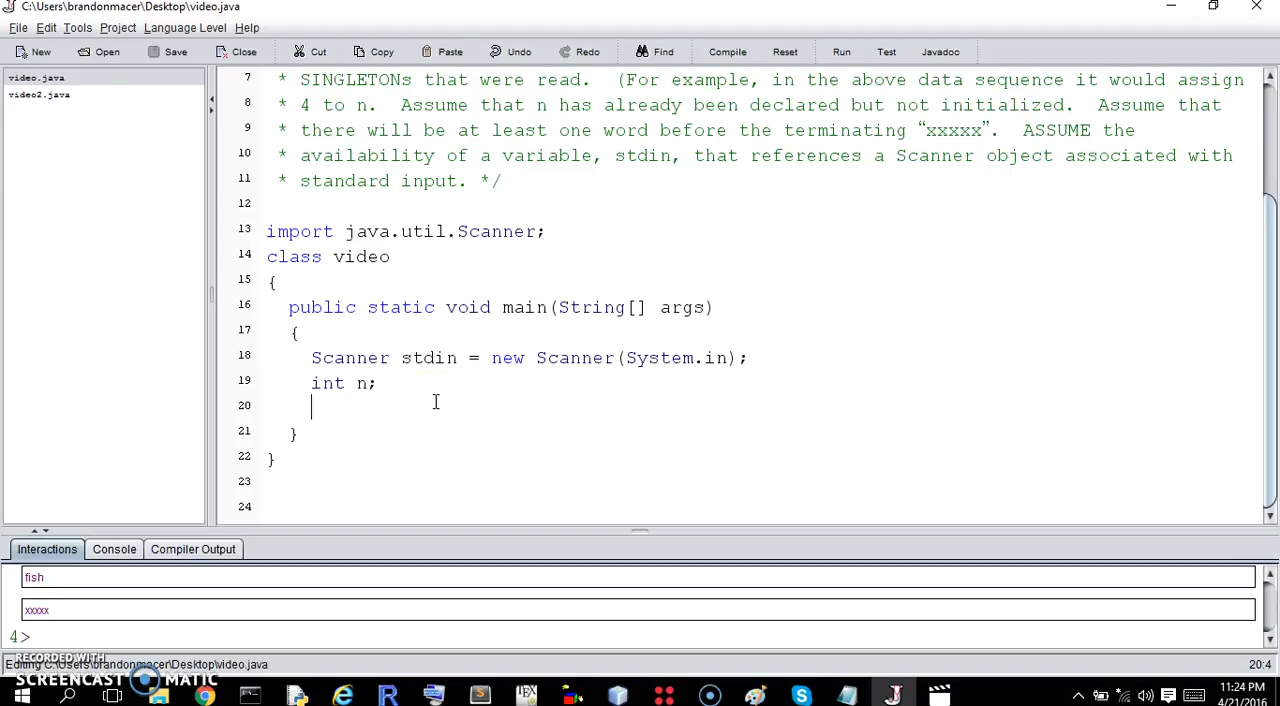 C:\Users\brandonmacer\Desktop\video.java
File Edit Tools Project Language Level Help
New Open Save Close Cut Copy Paste Undo Redo Find Compile Reset Run Test Javadoc
video.java
video2.java
7 * SINGLETONs that were read. (For example, in the above data sequence it would assign
8 * 4 to n. Assume that n has already been declared but not initialized. Assume that
9 * there will be at least one word before the terminating “xxxxx”. ASSUME the
10 * availability of a variable, stdin, that references a Scanner object associated with
11 * standard input. */
12
13 import java.util.Scanner;
14 class video
15 {
16 public static void main(String[] args)
17 {
18 Scanner stdin = new Scanner(System.in);
19 int n;
20
21 }
22 }
23
24
Interactions Console Compiler Output
fish
xxxxx
4>
Editing C:\Users\brandonmacer\Desktop\video.java 20:4
RECORDED WITH
SCREENCAST MATIC
11:24 PM
4/21/2016